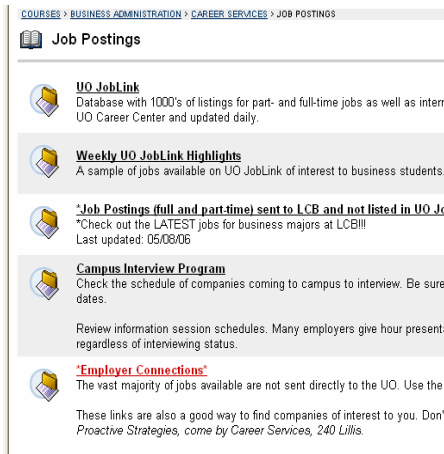 COURSES > BUSINESS ADMINISTRATION > CAREER SERVICES > JOB POSTINGS
Job Postings
UO JobLink
Database with 1000's of listings for part- and full-time jobs as well as
UO Career Center and updated daily.
Weekly UO JobLink Highlights
A sample of jobs available on UO JobLink of interest to business students.
*Job Postings (full and part-time) sent to LCB and not listed in UO
*Check out the LATEST jobs for business majors at LCB!!!
Last updated: 05/08/06
Campus Interview Program
Check the schedule of companies coming to campus to interview. Be sure
dates.
Review information session schedules. Many employers give hour
regardless of interviewing status.
*Employer Connections*
The vast majority of jobs available are not sent directly to the UO. Use the
These links are also a good way to find companies of interest to you. Don'
Proactive Strategies, come by Career Services, 240 Lillis.